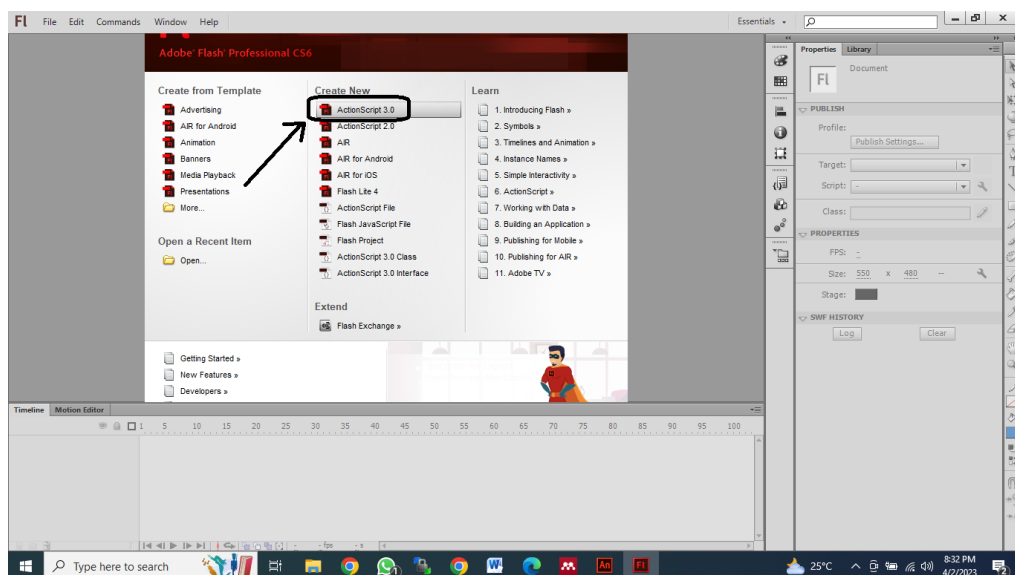 Fl File Edit Commands Window Help Essentials
Adobe® Flash® Professional CS6
Create from Template
Advertising
AIR for Android
Animation
Banners
Media Playback
Presentations
More...
Open a Recent Item
Open...
Create New
ActionScript 3.0
ActionScript 2.0
AIR
AIR for Android
AIR for iOS
Flash Lite 4
ActionScript File
Flash JavaScript File
Flash Project
ActionScript 3.0 Class
ActionScript 3.0 Interface
Extend
Flash Exchange »
Learn
1. Introducing Flash »
2. Symbols »
3. Timelines and Animation »
4. Instance Names »
5. Simple Interactivity »
6. ActionScript »
7. Working with Data »
8. Building an Application »
9. Publishing for Mobile »
10. Publishing for AIR »
11. Adobe TV »
Getting Started »
New Features »
Developers »
Properties Library
Fl Document
PUBLISH
Profile:
Publish Settings...
Target:
Script: -
Class:
PROPERTIES
FPS: -
Size: 550 x 480 --
Stage:
SWF HISTORY
Log Clear
Timeline Motion Editor
1 5 10 15 20 25 30 35 40 45 50 55 60 65 70 75 80 85 90 95 100
- - fps - s
Type here to search
W
An
Fl
25°C
8:32 PM
4/2/2023
2